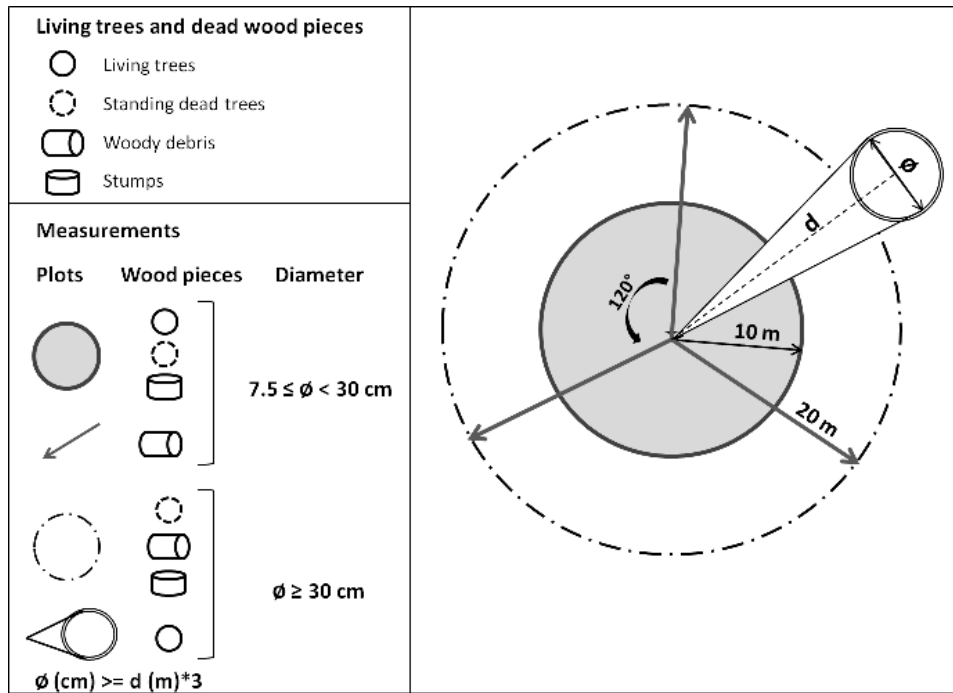 Living trees and dead wood pieces
Living trees
Standing dead trees
Woody debris
Stumps
Measurements
Plots Wood pieces Diameter
7.5 ≤ ø < 30 cm
ø ≥ 30 cm
ø (cm) >= d (m)*3
ø
d
120°
10 m
20 m